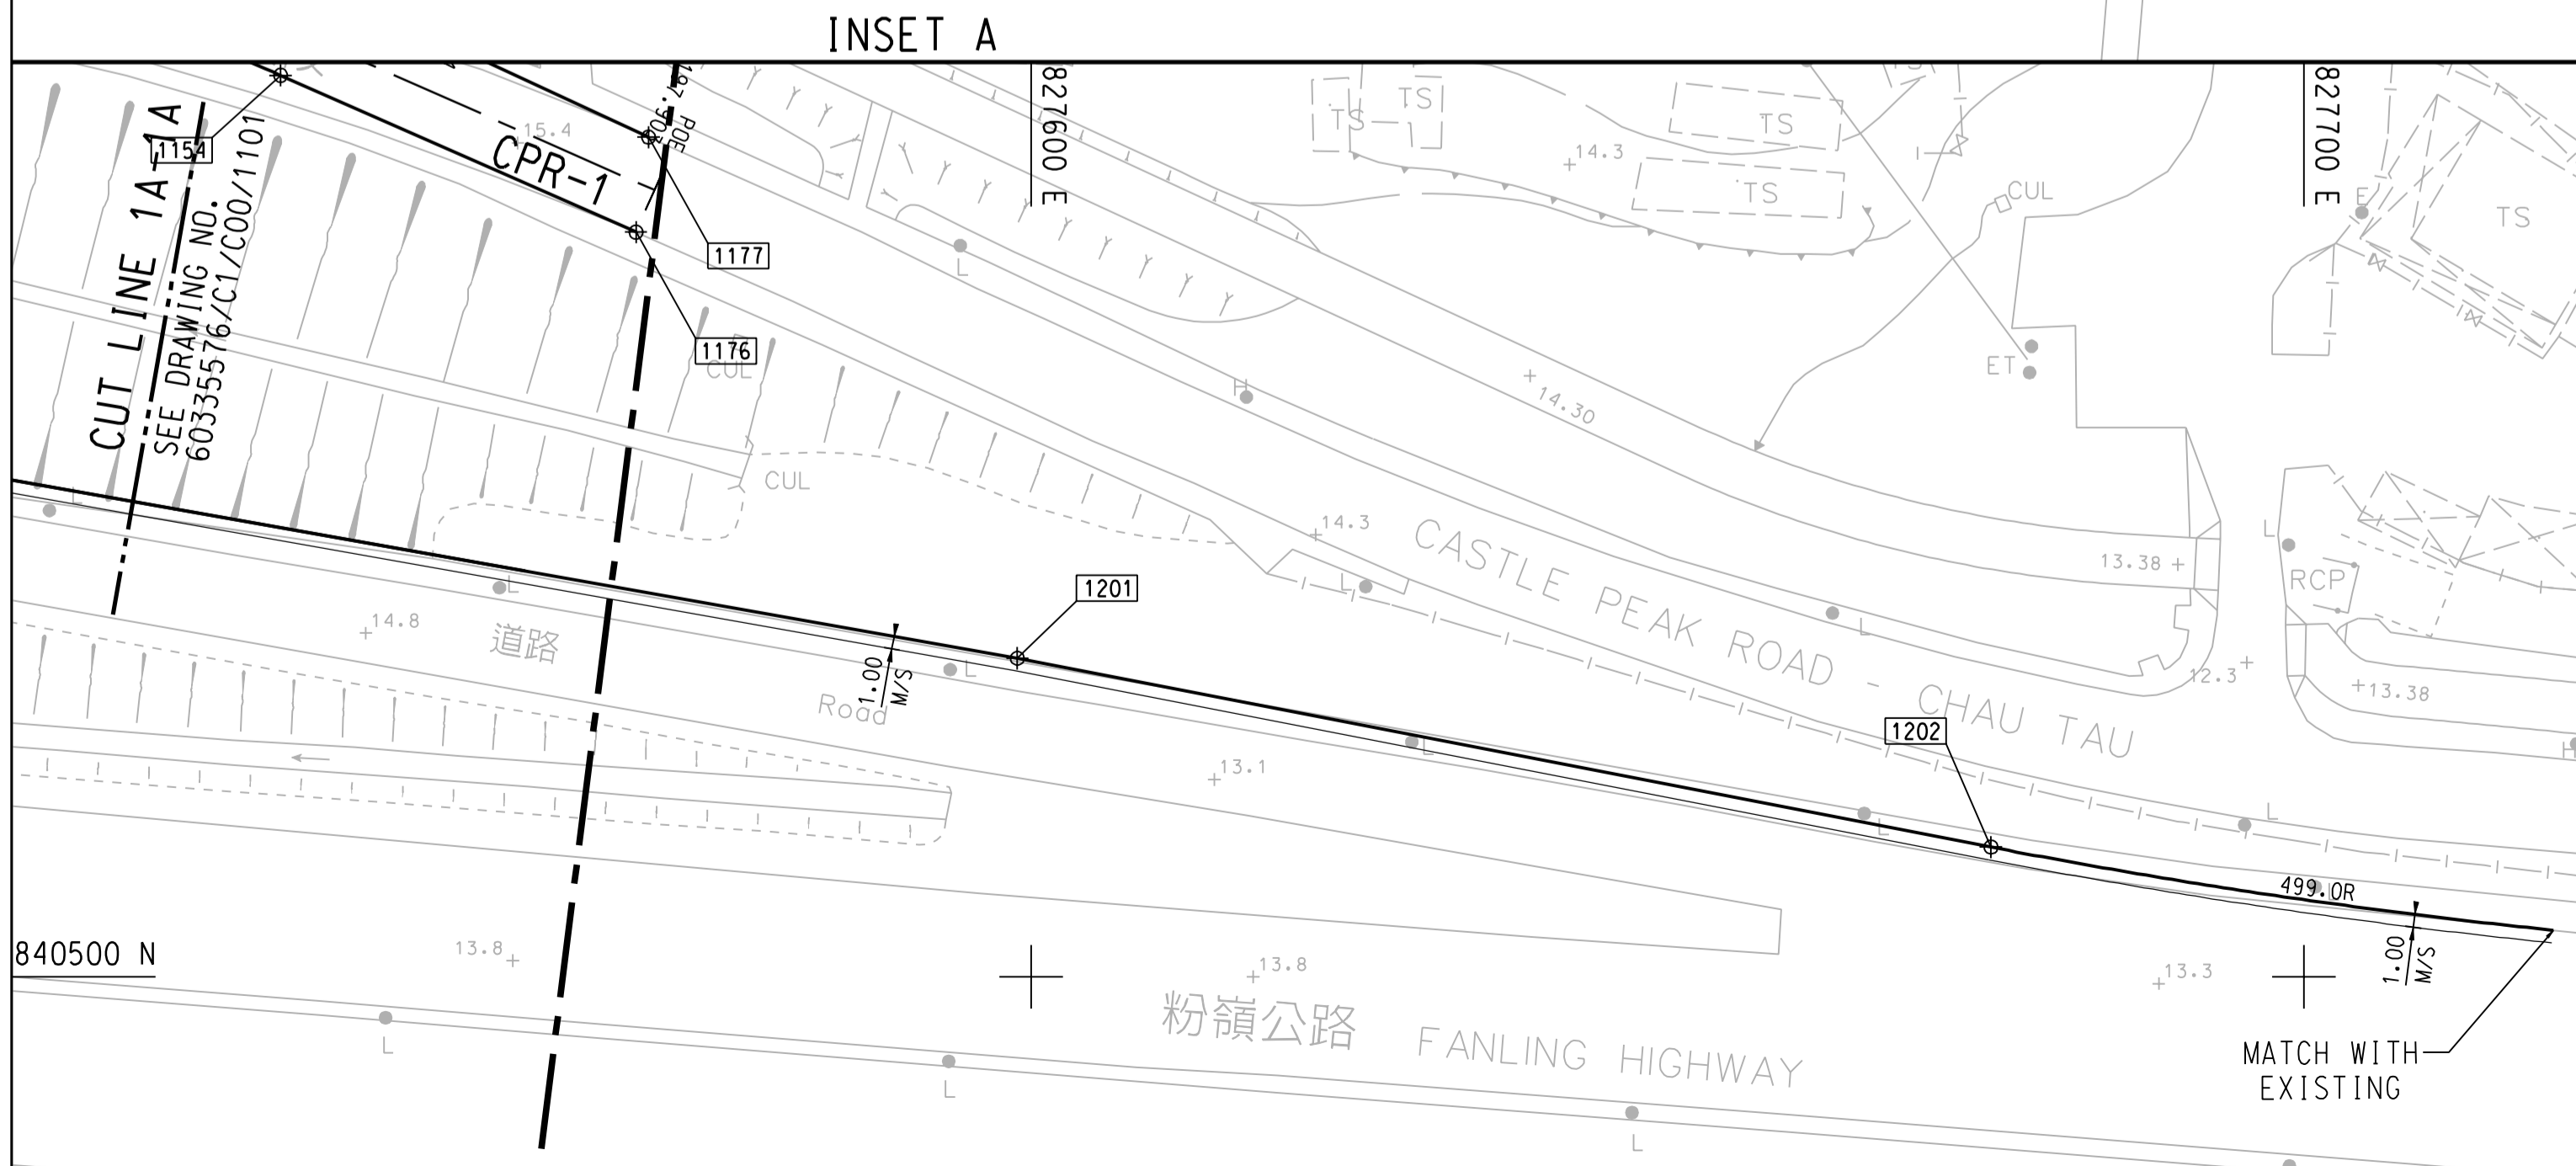 INSET A
827600 E
827700 E
CUT LINE 1A-1A
SEE DRAWING NO.
60335576/C1/C00/1101
1154
15.4
CPR-1
POE
1177
1176
CUL
L
TS
TS
TS
TS
14.3
CUL
E
TS
L
H
14.30
ET
CUL
L
14.3
CASTLE PEAK ROAD - CHAU TAU
13.38
L
RCP
L
L
1201
L
14.8
道路
1.00
M/S
L
Road
12.3
13.38
1202
L
13.1
H
L
L
499.0R
840500 N
13.8
13.8
13.3
1.00
M/S
粉嶺公路 FANLING HIGHWAY
MATCH WITH
EXISTING
L
L
L